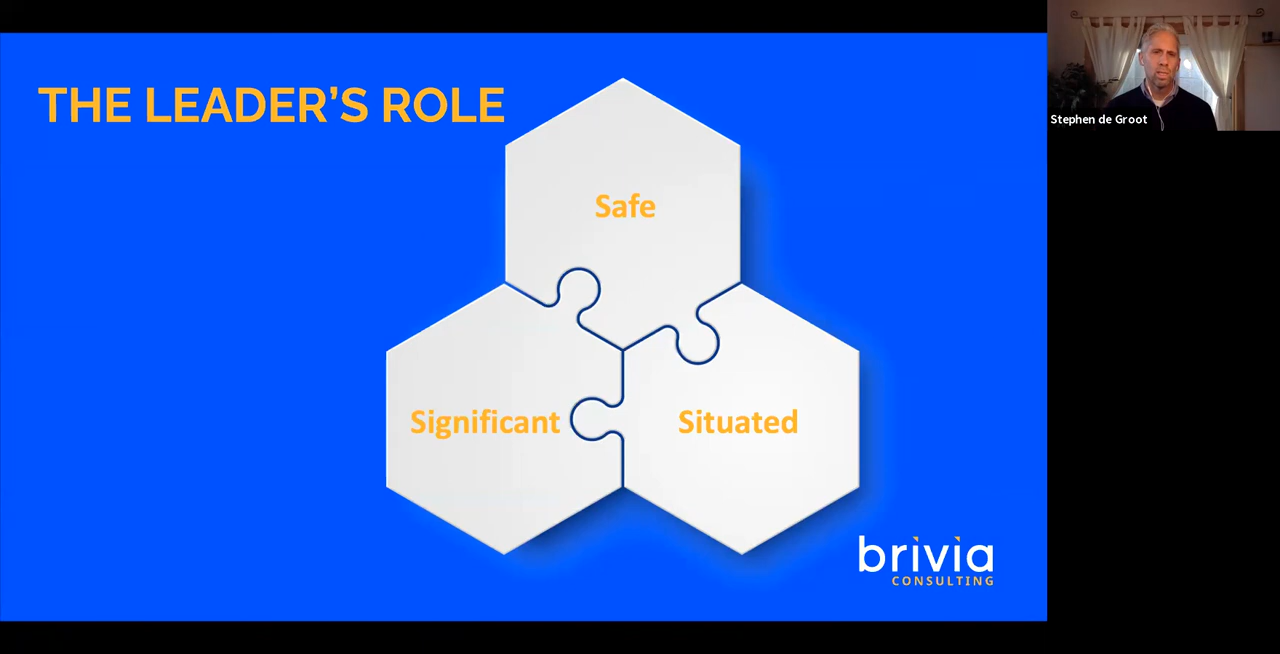 THE LEADER'S ROLE
Safe
Significant
Situated
brivia
CONSULTING
Stephen de Groot